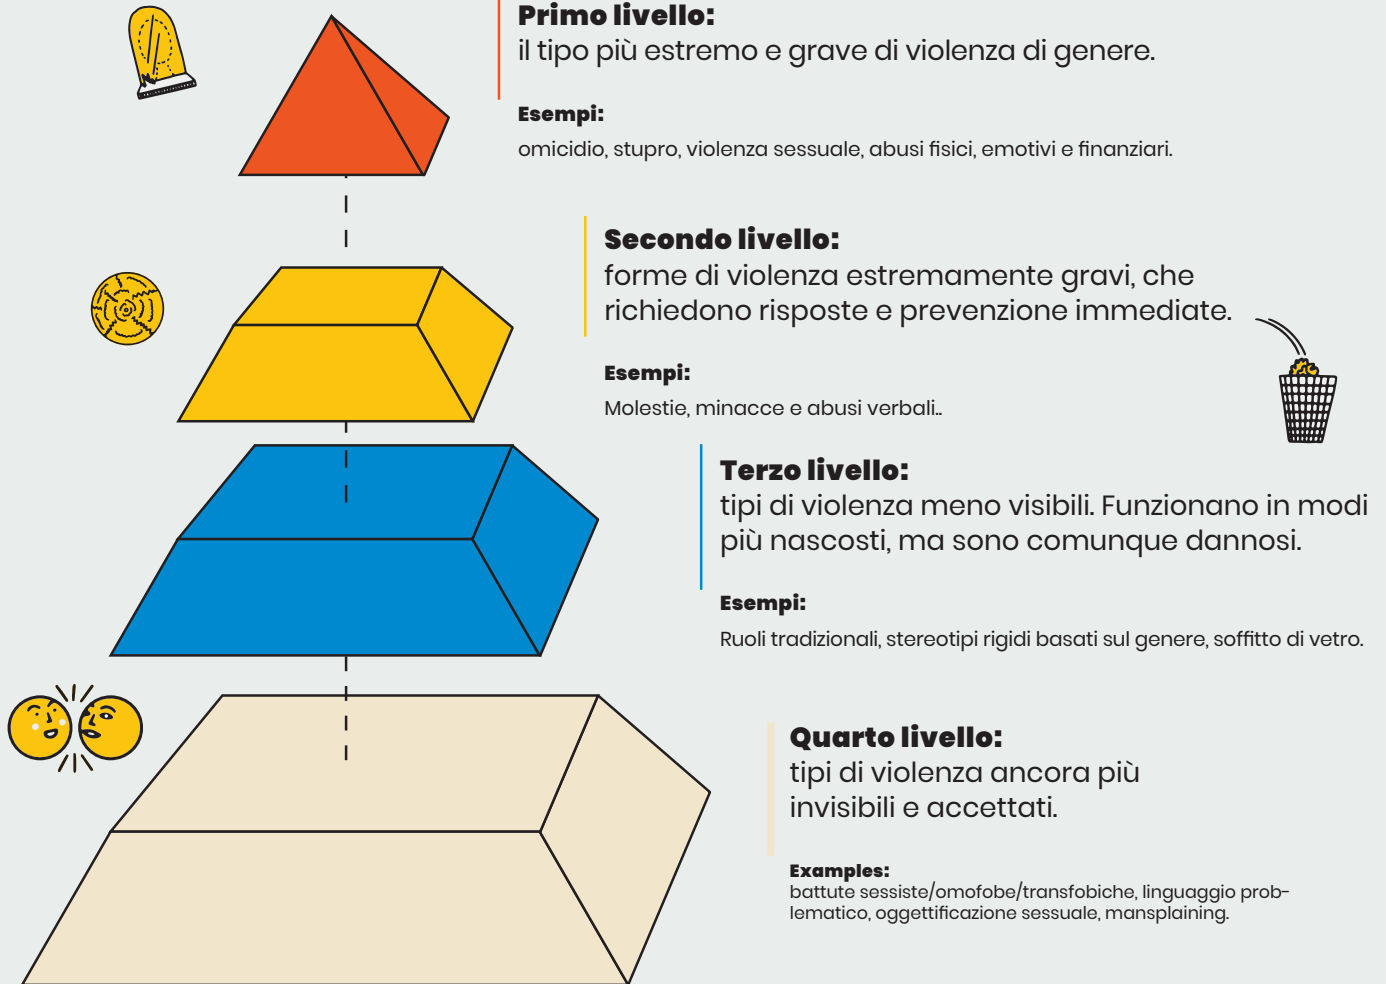 Primo livello:
il tipo più estremo e grave di violenza di genere.
Esempi:
omicidio, stupro, violenza sessuale, abusi fisici, emotivi e finanziari.
Secondo livello:
forme di violenza estremamente gravi, che
richiedono risposte e prevenzione immediate.
Esempi:
Molestie, minacce e abusi verbali..
Terzo livello:
tipi di violenza meno visibili. Funzionano in modi
più nascosti, ma sono comunque dannosi.
Esempi:
Ruoli tradizionali, stereotipi rigidi basati sul genere, soffitto di vetro.
Quarto livello:
tipi di violenza ancora più
invisibili e accettati.
Examples:
battute sessiste/omofobe/transfobiche, linguaggio prob-
lematico, oggettificazione sessuale, mansplaining.